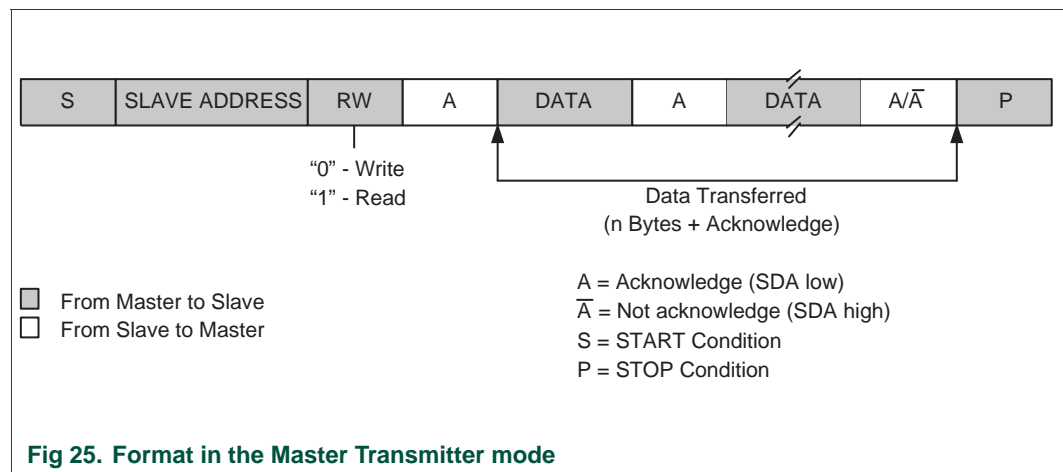 S SLAVE ADDRESS RW A DATA A DATA A/A̅ P
“0” - Write
“1” - Read
Data Transferred
(n Bytes + Acknowledge)
From Master to Slave
From Slave to Master
A = Acknowledge (SDA low)
A̅ = Not acknowledge (SDA high)
S = START Condition
P = STOP Condition
Fig 25. Format in the Master Transmitter mode